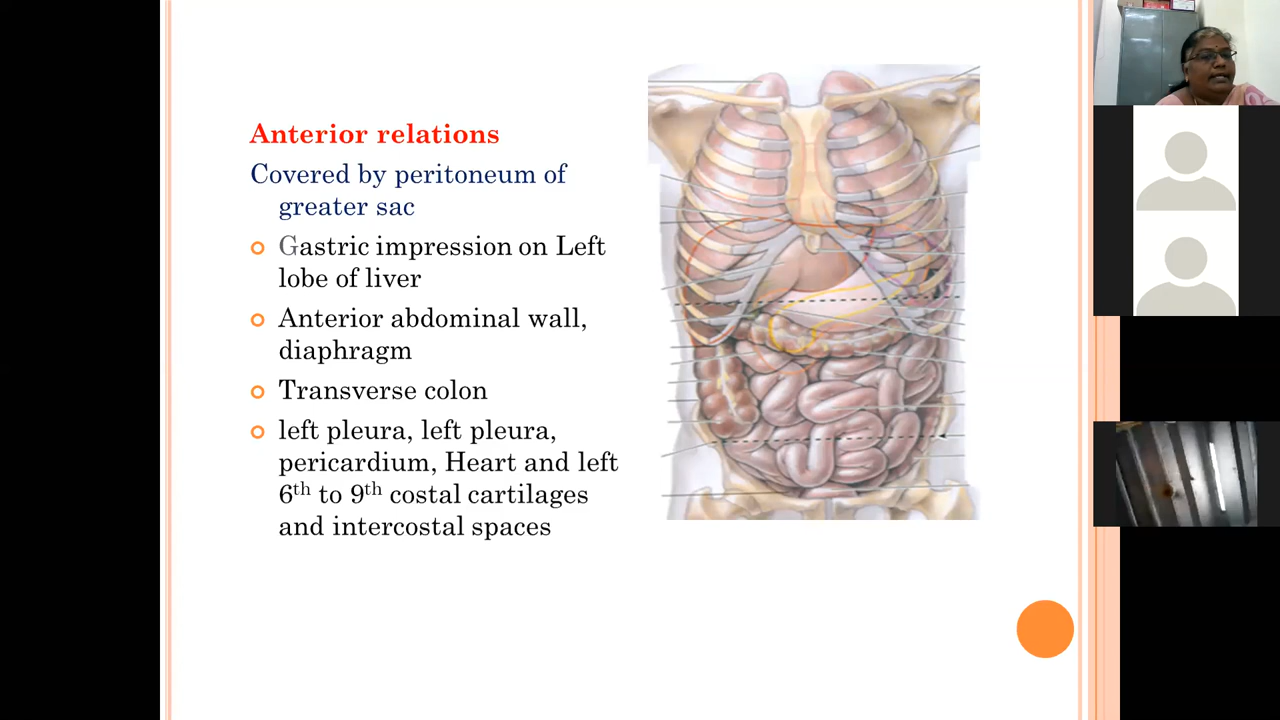 Anterior relations
Covered by peritoneum of
greater sac
Gastric impression on Left
lobe of liver
Anterior abdominal wall,
diaphragm
Transverse colon
left pleura, left pleura,
pericardium, Heart and left
6th to 9th costal cartilages
and intercostal spaces